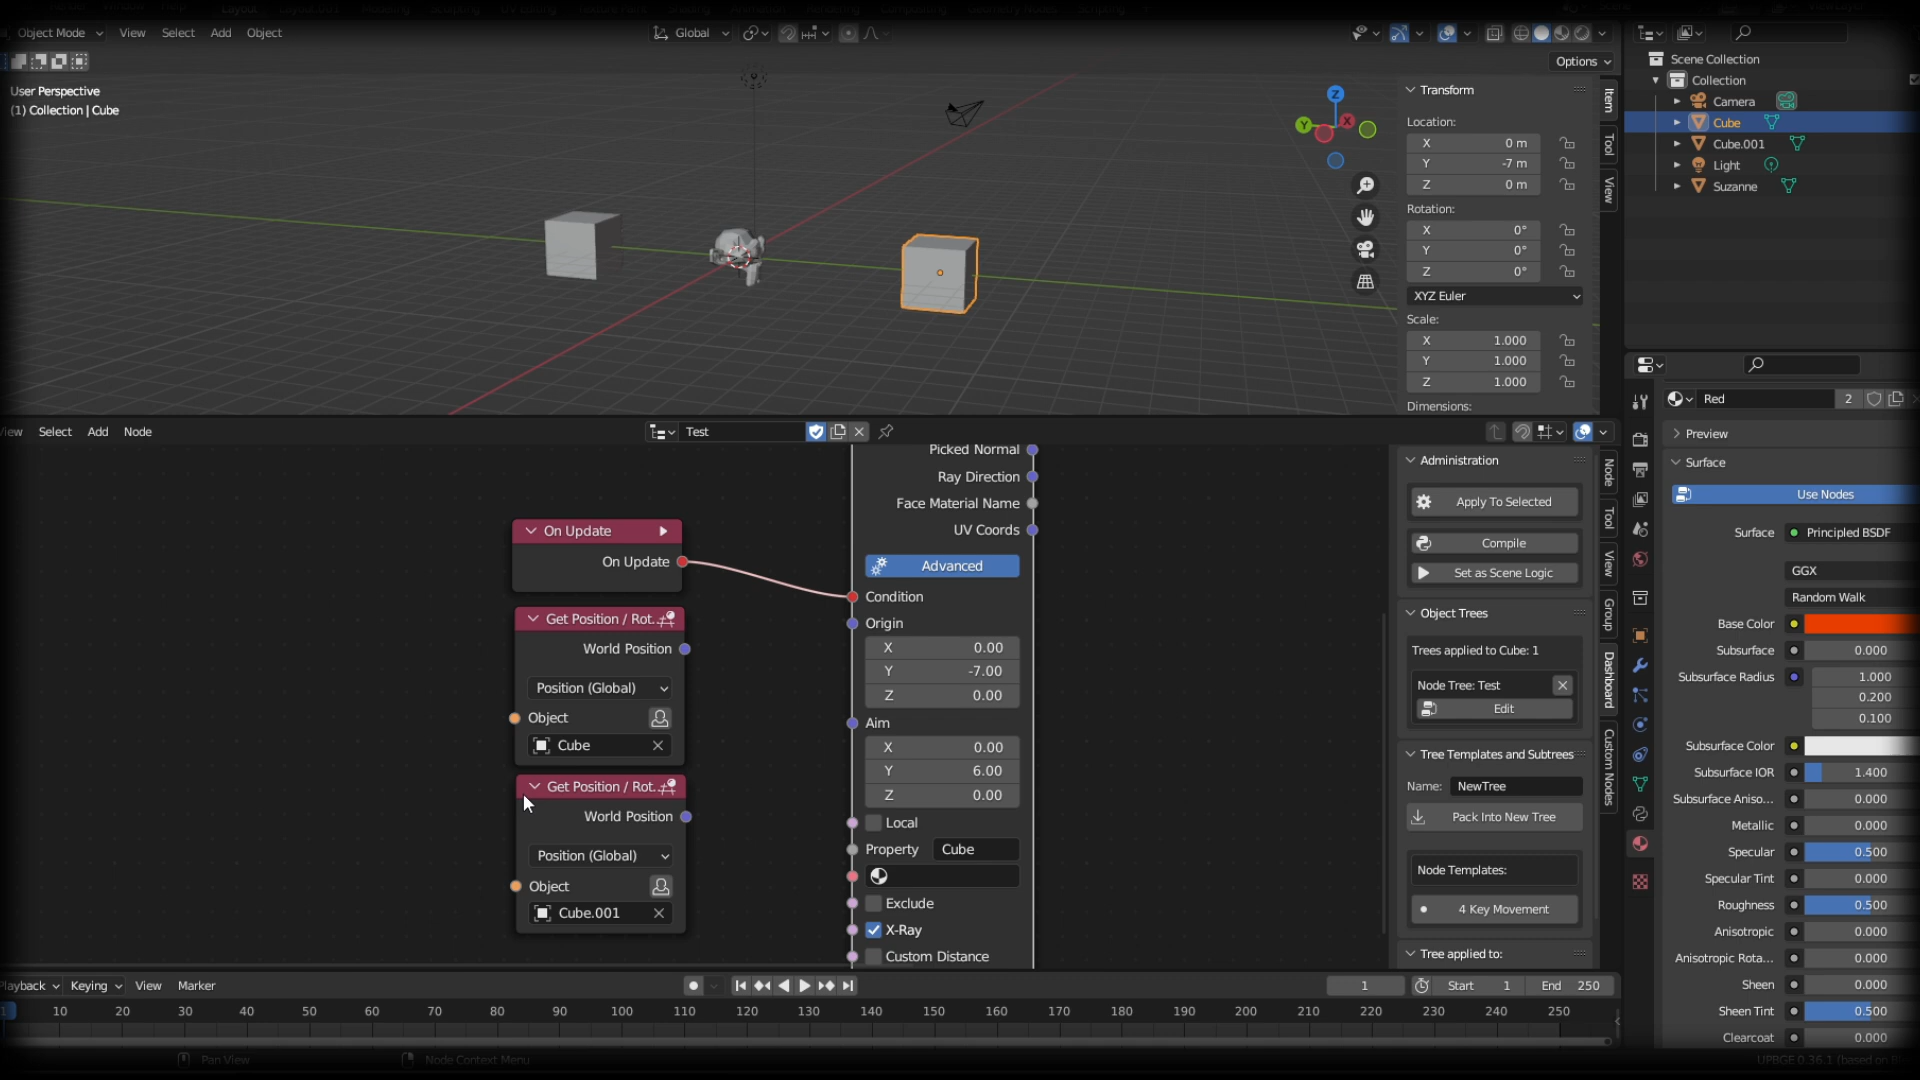 Object Mode
View
Select
Add
Object
Global
Options
User Perspective
(1) Collection | Cube
Z
Y
X
Transform
Location:
X 0 m
Y -7 m
Z 0 m
Rotation:
X 0°
Y 0°
Z 0°
XYZ Euler
Scale:
X 1.000
Y 1.000
Z 1.000
Dimensions:
Item
Tool
View
Scene Collection
Collection
Camera
Cube
Cube.001
Light
Suzanne
View
Select
Add
Node
Test
On Update
On Update
Get Position / Rot..
World Position
Position (Global)
Object
Cube
Get Position / Rot..
World Position
Position (Global)
Object
Cube.001
Picked Normal
Ray Direction
Face Material Name
UV Coords
Advanced
Condition
Origin
X 0.00
Y -7.00
Z 0.00
Aim
X 0.00
Y 6.00
Z 0.00
Local
Property Cube
Exclude
X-Ray
Custom Distance
Administration
Apply To Selected
Compile
Set as Scene Logic
Object Trees
Trees applied to Cube: 1
Node Tree: Test
Edit
Tree Templates and Subtrees
Name: NewTree
Pack Into New Tree
Node Templates:
4 Key Movement
Tree applied to:
Node
Tool
View
Group
Dashboard
Custom Nodes
Red 2
Preview
Surface
Use Nodes
Surface Principled BSDF
GGX
Random Walk
Base Color
Subsurface 0.000
Subsurface Radius 1.000
0.200
0.100
Subsurface Color
Subsurface IOR 1.400
Subsurface Aniso... 0.000
Metallic 0.000
Specular 0.500
Specular Tint 0.000
Roughness 0.500
Anisotropic 0.000
Anisotropic Rota... 0.000
Sheen 0.000
Sheen Tint 0.500
Clearcoat 0.000
Playback
Keying
View
Marker
1
Start 1
End 250
10 20 30 40 50 60 70 80 90 100 110 120 130 140 150 160 170 180 190 200 210 220 230 240 250
Pan View
Node Context Menu
UPBGE 0.36.1 (based on